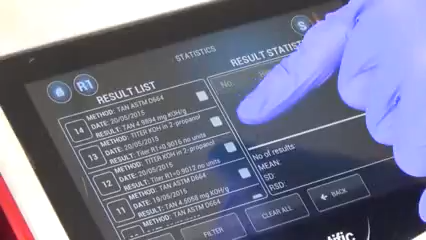 STATISTICS
S
R1
RESULT LIST
RESULT STATIST
METHOD: TAN ASTM D664
14
DATE: 20/05/2015
RESULT: TAN 4.9894 mg KOH/g
METHOD: TITER KOH in 2-propanol
13
DATE: 20/05/2015
RESULT: Titer R1=0.9016 no units
METHOD: TITER KOH in 2-propanol
12
DATE: 20/05/2015
RESULT: Titer R1=0.9012 no units
METHOD: TAN ASTM D664
11
DATE: 19/05/2015
RESULT: TAN 4.5058 mg KOH/g
METHOD: TAN ASTM D664
No.
No of results:
MEAN:
SD:
RSD:
FILTER
CLEAR ALL
BACK